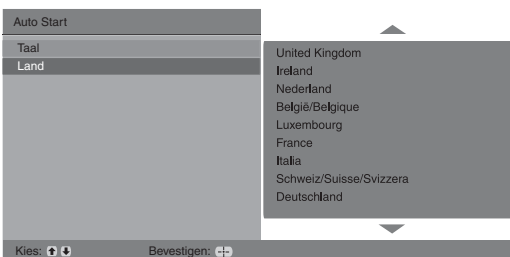 Auto Start
Taal
Land
United Kingdom
Ireland
Nederland
België/Belgique
Luxembourg
France
Italia
Schweiz/Suisse/Svizzera
Deutschland
Kies: Bevestigen: